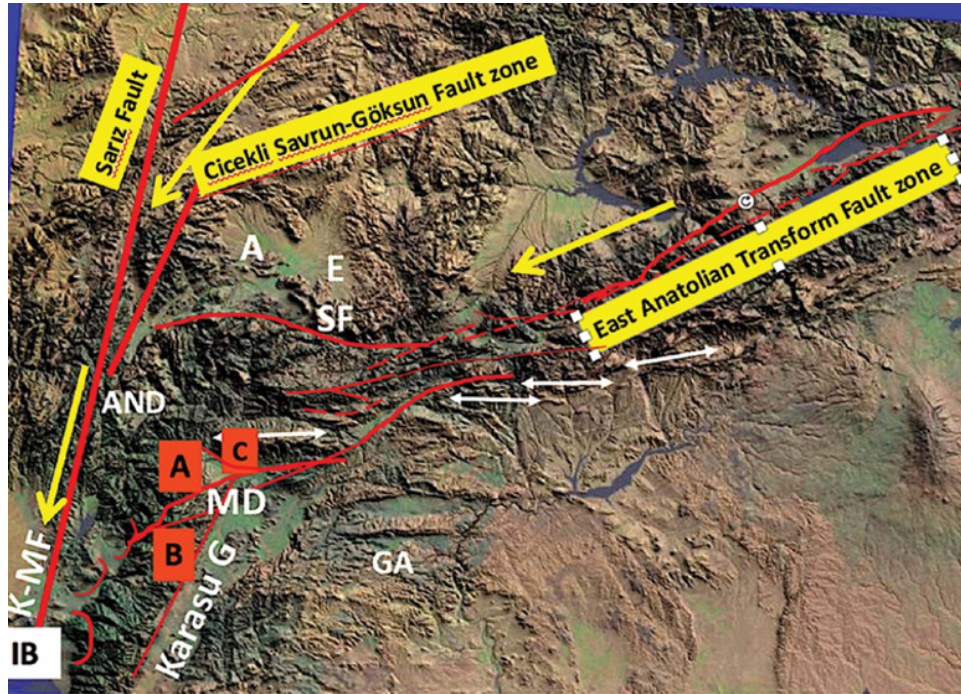 Sarız Fault
Cicekli Savrun-Göksun Fault zone
East Anatolian Transform Fault zone
C
A
E
SF
AND
A
C
MD
B
GA
K-MF
Karasu G
IB